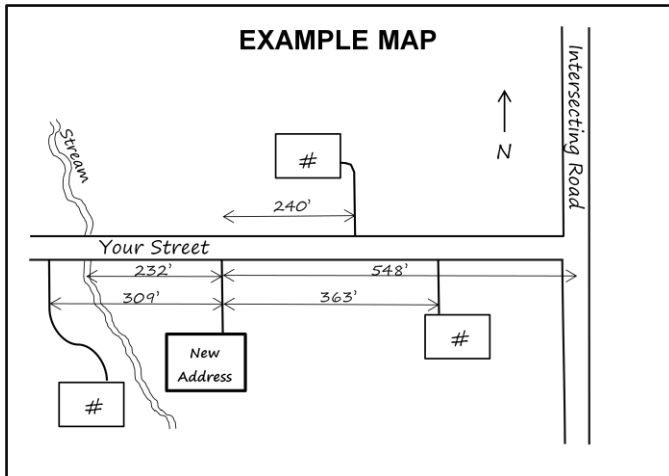 EXAMPLE MAP
Intersecting Road
Stream
#
N
240'
Your Street
232'
548'
309'
363'
New
Address
#
#